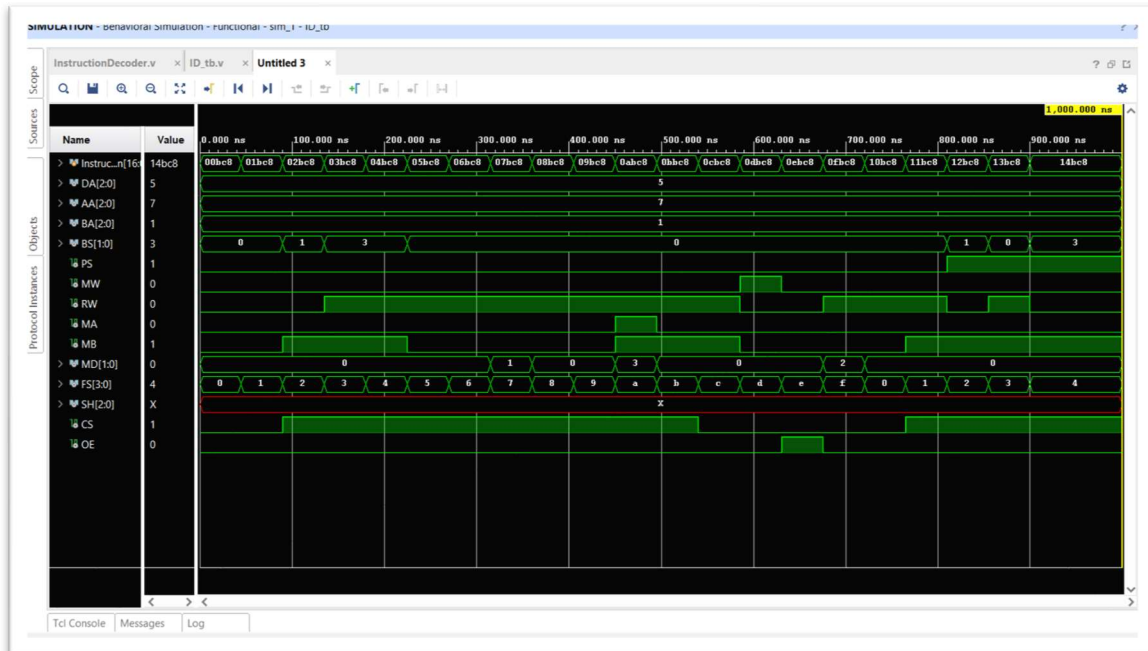 SIMULATION - Behavioral Simulation - Functional - sim_1 - ID_tb
?
InstructionDecoder.v × ID_tb.v × Untitled 3 ×
?
Scope
Sources
Objects
Protocol Instances
1,000.000 ns
Name Value 0.000 ns 100.000 ns 200.000 ns 300.000 ns 400.000 ns 500.000 ns 600.000 ns 700.000 ns 800.000 ns 900.000 ns
Instruc...n[16:0 14bc8 00bc8 01bc8 02bc8 03bc8 04bc8 05bc8 06bc8 07bc8 08bc8 09bc8 0abc8 0bbc8 0cbc8 0dbc8 0ebc8 0fbc8 10bc8 11bc8 12bc8 13bc8 14bc8
DA[2:0] 5 5
AA[2:0] 7 7
BA[2:0] 1 1
BS[1:0] 3 0 1 3 0 1 0 3
PS 1
MW 0
RW 0
MA 0
MB 1
MD[1:0] 0 0 1 0 3 0 2 0
FS[3:0] 4 0 1 2 3 4 5 6 7 8 9 a b c d e f 0 1 2 3 4
SH[2:0] X X
CS 1
OE 0
Tcl Console Messages Log